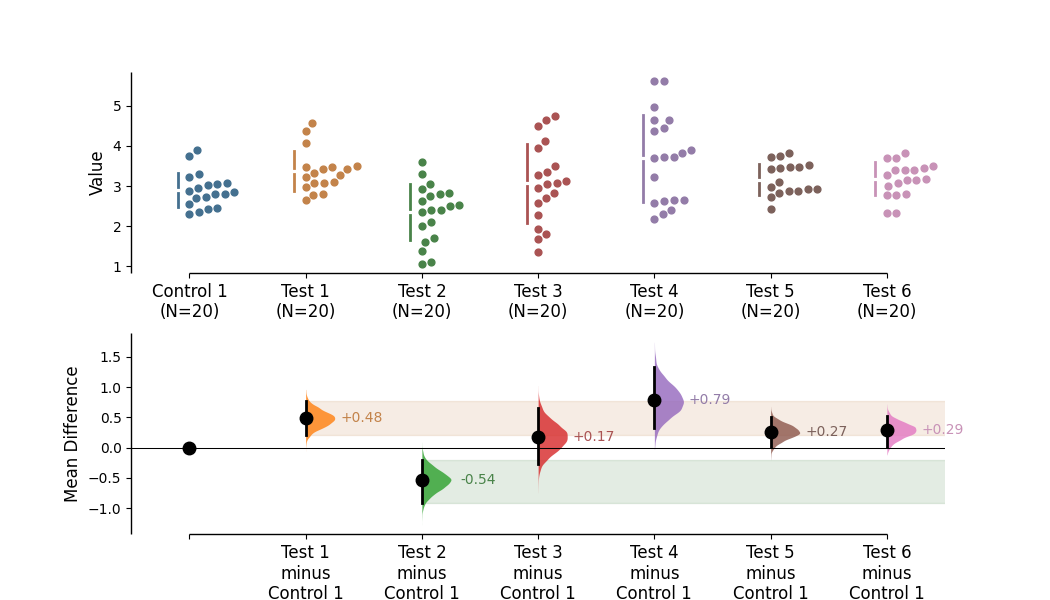 Value
5
4
3
2
1
Control 1 Test 1 Test 2 Test 3 Test 4 Test 5 Test 6
(N=20) (N=20) (N=20) (N=20) (N=20) (N=20) (N=20)
Mean Difference
1.5
1.0
0.5
0.0
−0.5
−1.0
+0.48
-0.54
+0.17
+0.79
+0.27
+0.29
Test 1 Test 2 Test 3 Test 4 Test 5 Test 6
minus minus minus minus minus minus
Control 1 Control 1 Control 1 Control 1 Control 1 Control 1